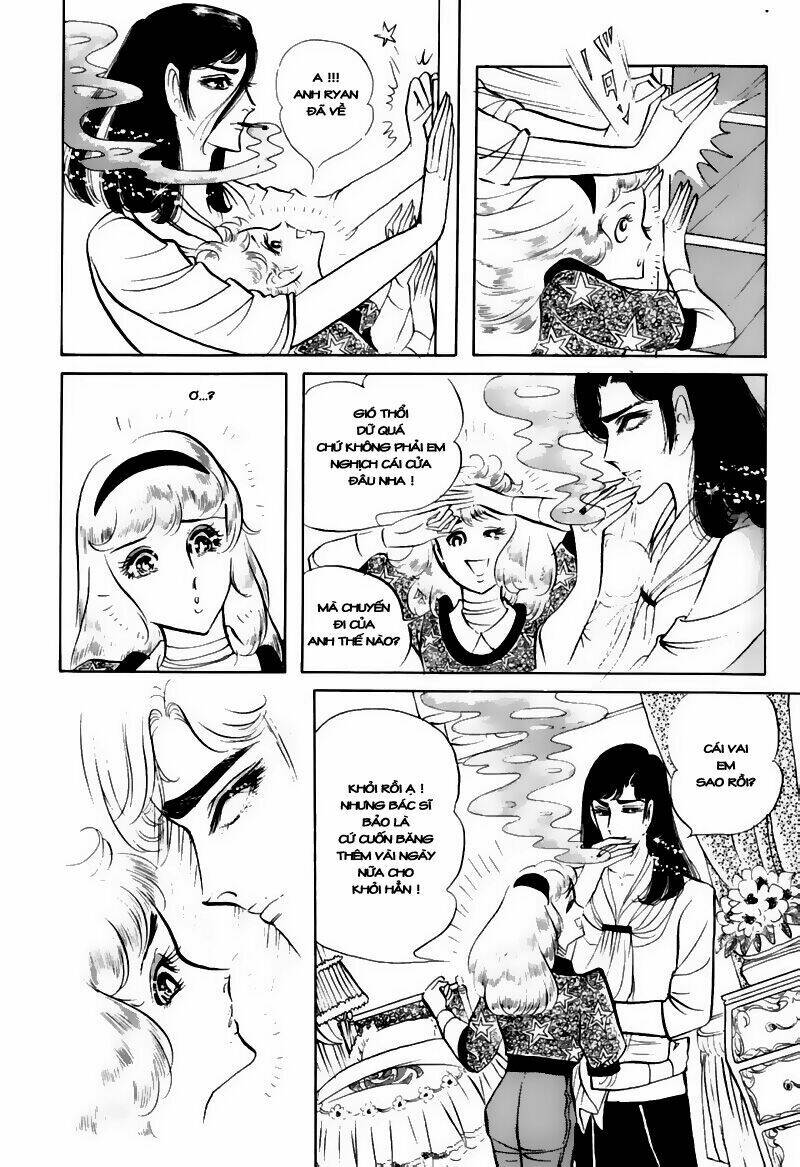 A !!!
ANH RYAN
ĐÃ VỀ
Ơ...?
GIÓ THỔI
DỮ QUÁ
CHỨ KHÔNG PHẢI EM
NGHỊCH CÁI CỬA
ĐÂU NHA !
MÀ CHUYẾN
ĐI CỦA
ANH THẾ NÀO?
CÁI VAI
EM
SAO RỒI?
KHỎI RỒI Ạ !
NHƯNG BÁC SĨ
BẢO LÀ
CỨ CUỐN BĂNG
THÊM VÀI NGÀY
NỮA CHO
KHỎI HẲN !